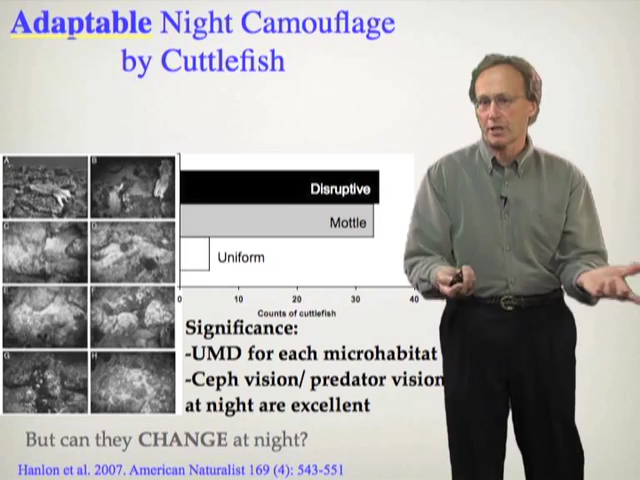 Adaptable Night Camouflage
by Cuttlefish
A
B
C
D
G
H
Disruptive
Mottle
Uniform
0 10 20 30 40
Counts of cuttlefish
Significance:
-UMD for each microhabitat
-Ceph vision/ predator vision
at night are excellent
But can they CHANGE at night?
Hanlon et al. 2007. American Naturalist 169 (4): 543-551